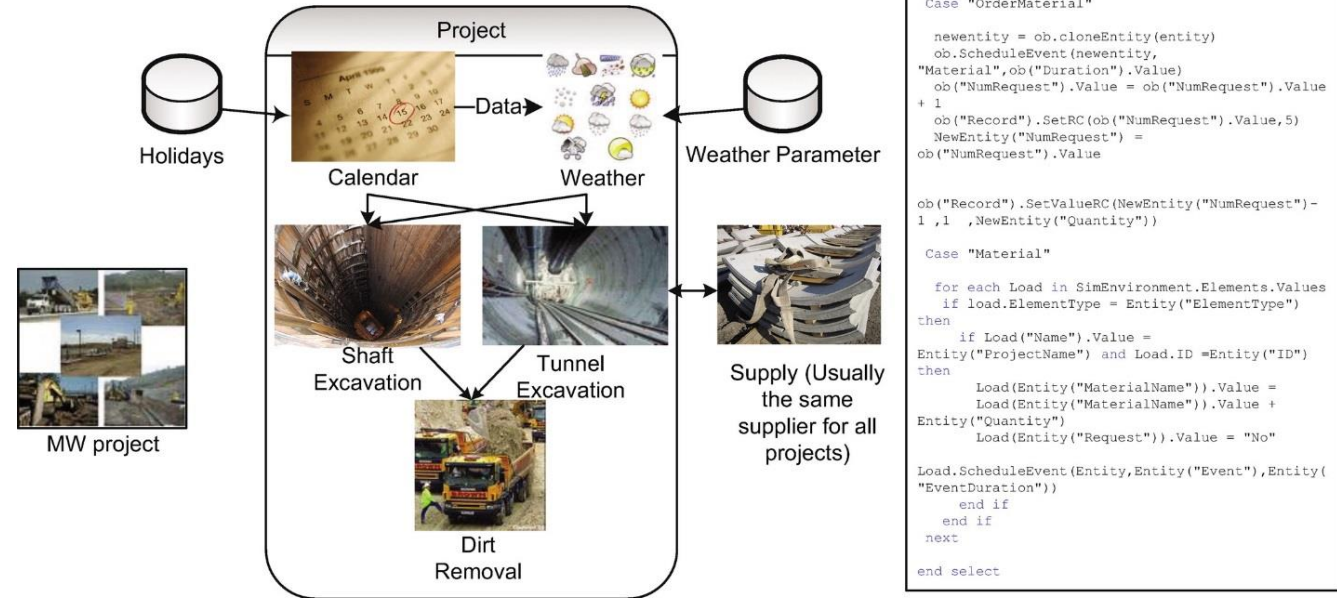 Project
Holidays
April 1999
S M T W
Data
Calendar
Weather
Weather Parameter
Shaft
Excavation
Tunnel
Excavation
Supply (Usually
the same
supplier for all
projects)
MW project
Dirt
Removal
Case "OrderMaterial"
newentity = ob.cloneEntity(entity)
ob.ScheduleEvent(newentity,
"Material",ob("Duration").Value)
ob("NumRequest").Value = ob("NumRequest").Value
+ 1
ob("Record").SetRC(ob("NumRequest").Value,5)
NewEntity("NumRequest") =
ob("NumRequest").Value
ob("Record").SetValueRC(NewEntity("NumRequest")-
1 ,1 ,NewEntity("Quantity"))
Case "Material"
for each Load in SimEnvironment.Elements.Values
if load.ElementType = Entity("ElementType")
then
if Load("Name").Value =
Entity("ProjectName") and Load.ID =Entity("ID")
then
Load(Entity("MaterialName")).Value =
Load(Entity("MaterialName")).Value +
Entity("Quantity")
Load(Entity("Request")).Value = "No"
Load.ScheduleEvent(Entity,Entity("Event"),Entity(
"EventDuration"))
end if
end if
next
end select